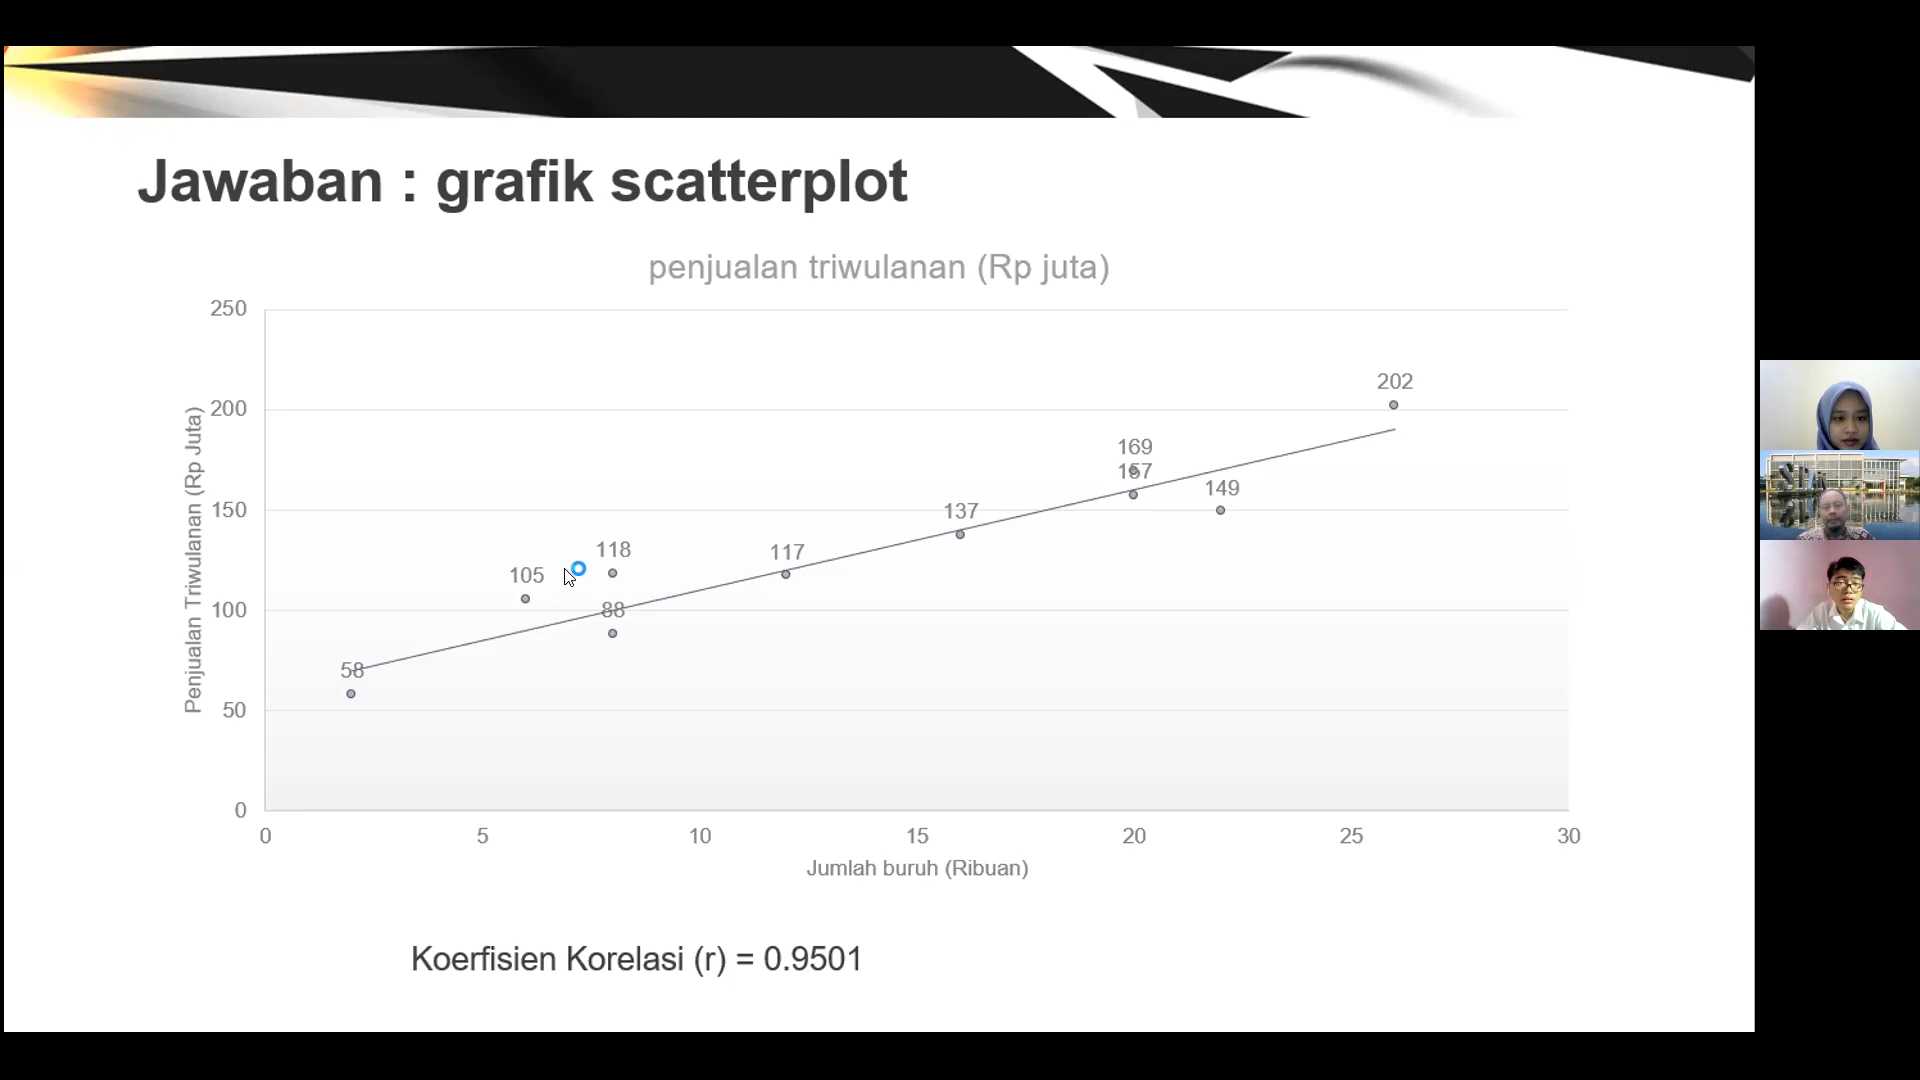 Jawaban : grafik scatterplot
penjualan triwulanan (Rp juta)
Penjualan Triwulanan (Rp Juta)
250
200
150
100
50
0
202
169
157
149
137
117
118
105
88
58
0 5 10 15 20 25 30
Jumlah buruh (Ribuan)
Koerfisien Korelasi (r) = 0.9501